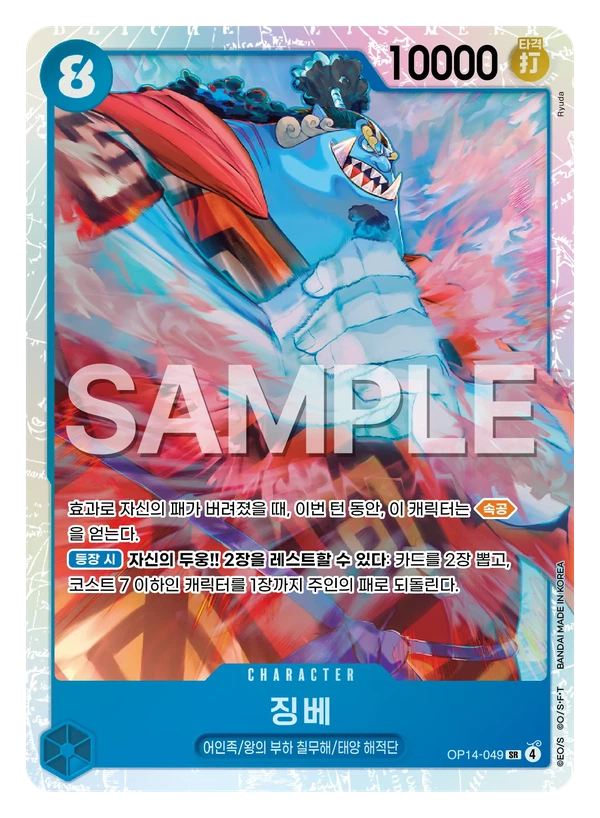 8
10000
타격
打
Ryuda
SAMPLE
효과로 자신의 패가 버려졌을 때, 이번 턴 동안, 이 캐릭터는 속공
을 얻는다.
등장 시 자신의 두웅!! 2장을 레스트할 수 있다: 카드를 2장 뽑고,
코스트 7 이하인 캐릭터를 1장까지 주인의 패로 되돌린다.
CHARACTER
징베
어인족/왕의 부하 칠무해/태양 해적단
OP14-049 SR 4
©EO/S ©O/S·F·T BANDAI MADE IN KOREA